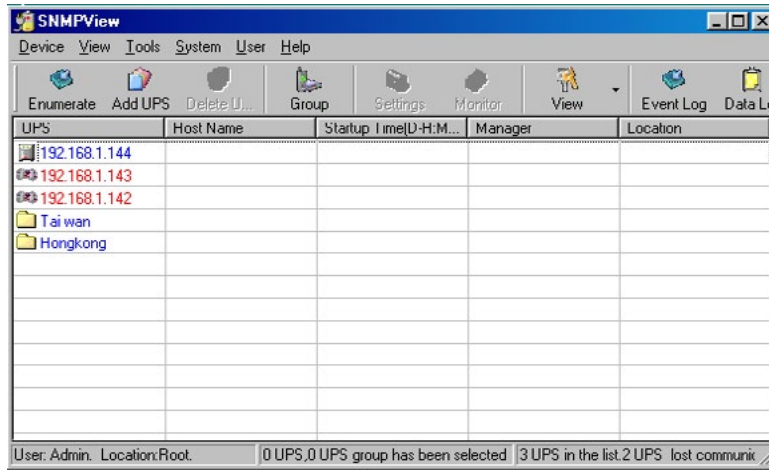 SNMPView
Device View Tools System User Help
Enumerate Add UPS Delete U... Group Settings Monitor View Event Log Data L
UPS Host Name Startup Time(D-H:M... Manager Location
192.168.1.144
192.168.1.143
192.168.1.142
Tai wan
Hongkong
User: Admin. Location:Root. 0 UPS,0 UPS group has been selected 3 UPS in the list.2 UPS lost communic